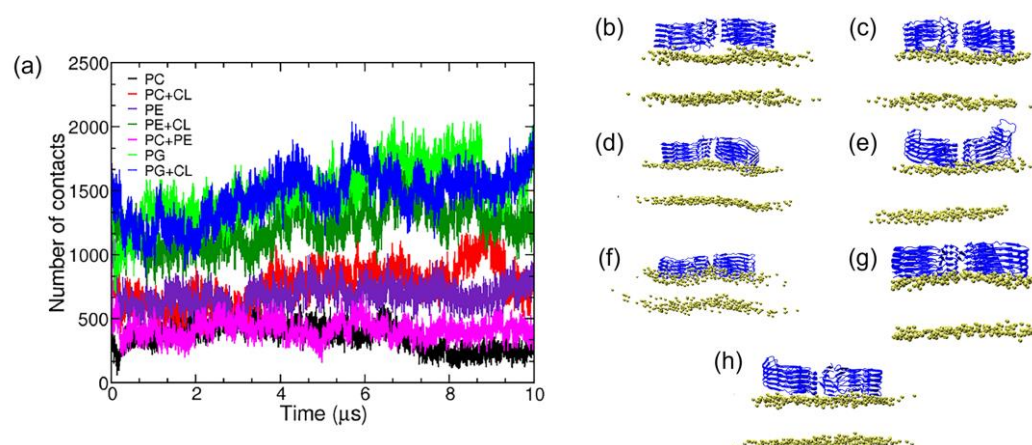 (a)
Number of contacts
2500
2000
1500
1000
500
0
PC
PC+CL
PE
PE+CL
PC+PE
PG
PG+CL
0 2 4 6 8 10
Time (μs)
(b)
(c)
(d)
(e)
(f)
(g)
(h)